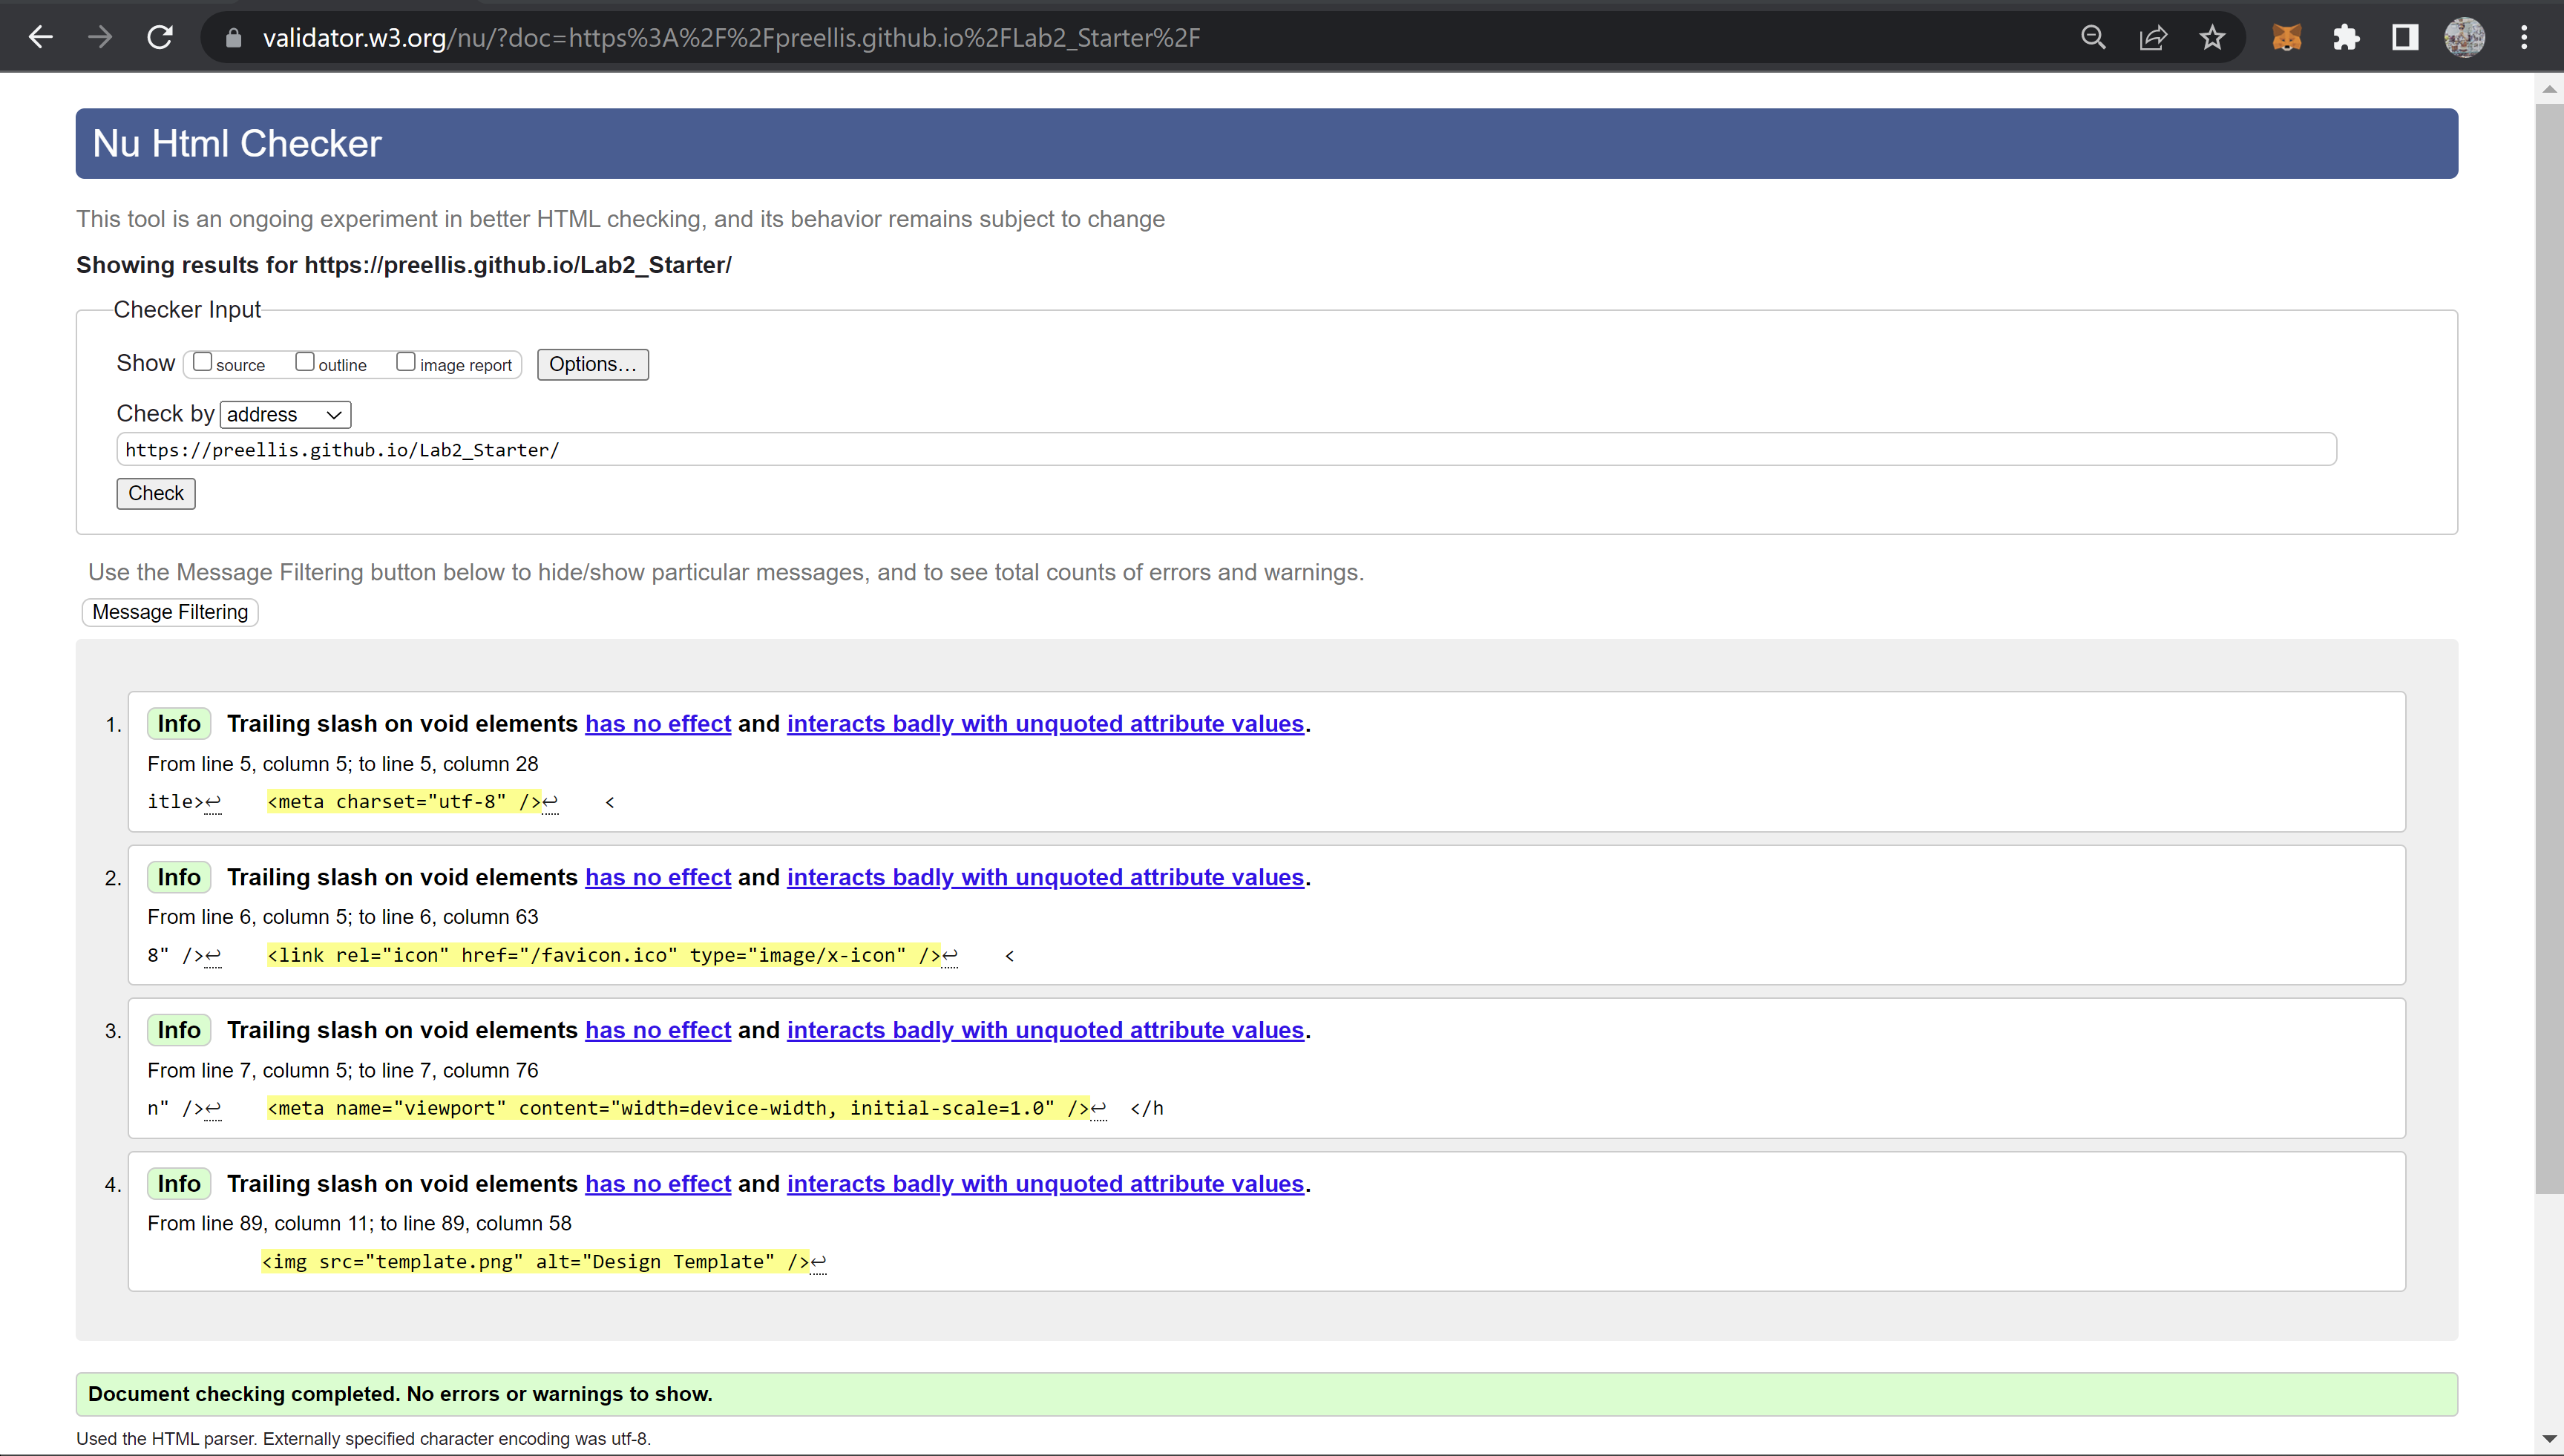 validator.w3.org/nu/?doc=https%3A%2F%2Fpreellis.github.io%2FLab2_Starter%2F
Nu Html Checker
This tool is an ongoing experiment in better HTML checking, and its behavior remains subject to change
Showing results for https://preellis.github.io/Lab2_Starter/
Checker Input
Show source outline image report Options...
Check by address
https://preellis.github.io/Lab2_Starter/
Check
Use the Message Filtering button below to hide/show particular messages, and to see total counts of errors and warnings.
Message Filtering
1. Info Trailing slash on void elements has no effect and interacts badly with unquoted attribute values.
From line 5, column 5; to line 5, column 28
itle>↩ <meta charset="utf-8" />↩ <
2. Info Trailing slash on void elements has no effect and interacts badly with unquoted attribute values.
From line 6, column 5; to line 6, column 63
8" />↩ <link rel="icon" href="/favicon.ico" type="image/x-icon" />↩ <
3. Info Trailing slash on void elements has no effect and interacts badly with unquoted attribute values.
From line 7, column 5; to line 7, column 76
n" />↩ <meta name="viewport" content="width=device-width, initial-scale=1.0" />↩ </h
4. Info Trailing slash on void elements has no effect and interacts badly with unquoted attribute values.
From line 89, column 11; to line 89, column 58
<img src="template.png" alt="Design Template" />↩
Document checking completed. No errors or warnings to show.
Used the HTML parser. Externally specified character encoding was utf-8.